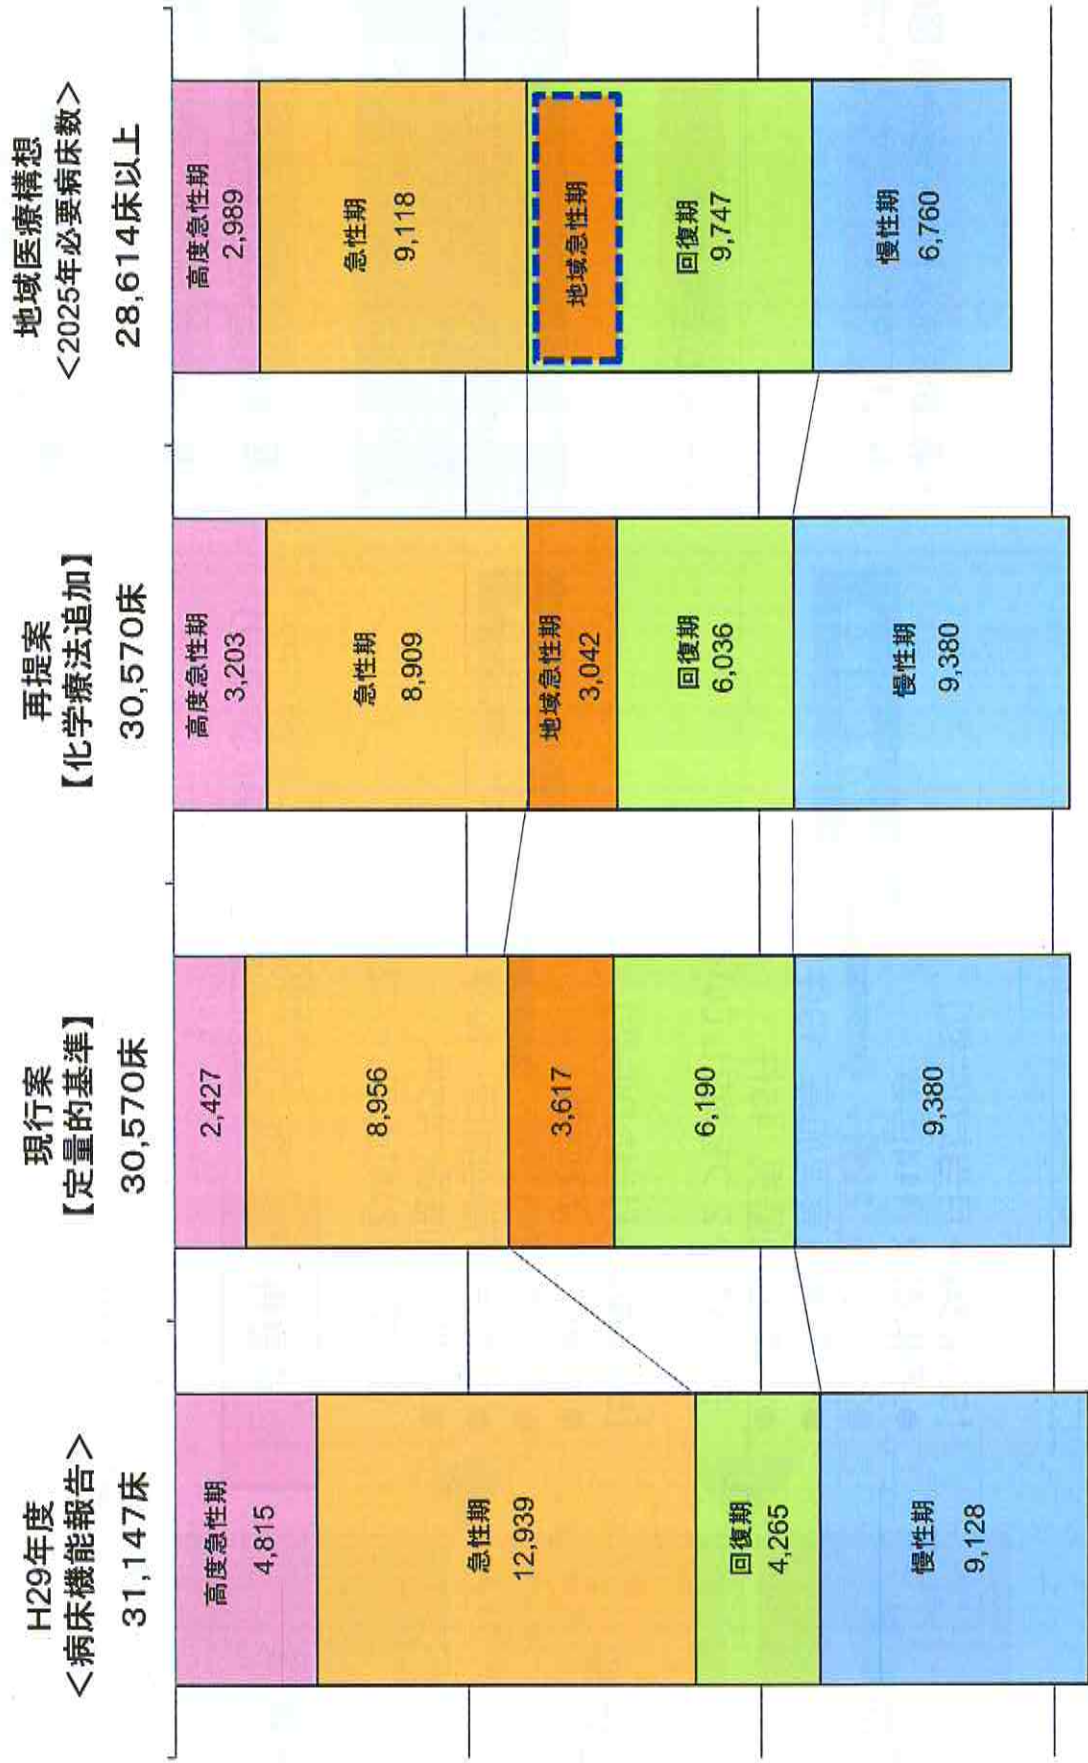 H29年度
＜病床機能報告＞
31,147床
高度急性期
4,815
急性期
12,939
回復期
4,265
慢性期
9,128
現行案
【定量的基準】
30,570床
2,427
8,956
3,617
6,190
9,380
再提案
【化学療法追加】
30,570床
高度急性期
3,203
急性期
8,909
地域急性期
3,042
回復期
6,036
慢性期
9,380
地域医療構想
＜2025年必要病床数＞
28,614床以上
高度急性期
2,989
急性期
9,118
地域急性期
回復期
9,747
慢性期
6,760